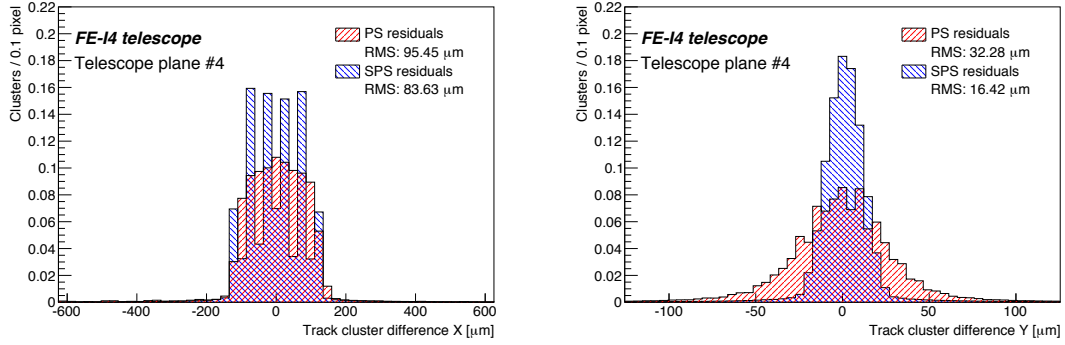 Clusters / 0.1 pixel
0.22
0.2
0.18
0.16
0.14
0.12
0.1
0.08
0.06
0.04
0.02
0
FE-I4 telescope
Telescope plane #4
PS residuals
RMS: 95.45 μm
SPS residuals
RMS: 83.63 μm
-600 -400 -200 0 200 400 600
Track cluster difference X [μm]
Clusters / 0.1 pixel
0.22
0.2
0.18
0.16
0.14
0.12
0.1
0.08
0.06
0.04
0.02
0
FE-I4 telescope
Telescope plane #4
PS residuals
RMS: 32.28 μm
SPS residuals
RMS: 16.42 μm
-100 -50 0 50 100
Track cluster difference Y [μm]